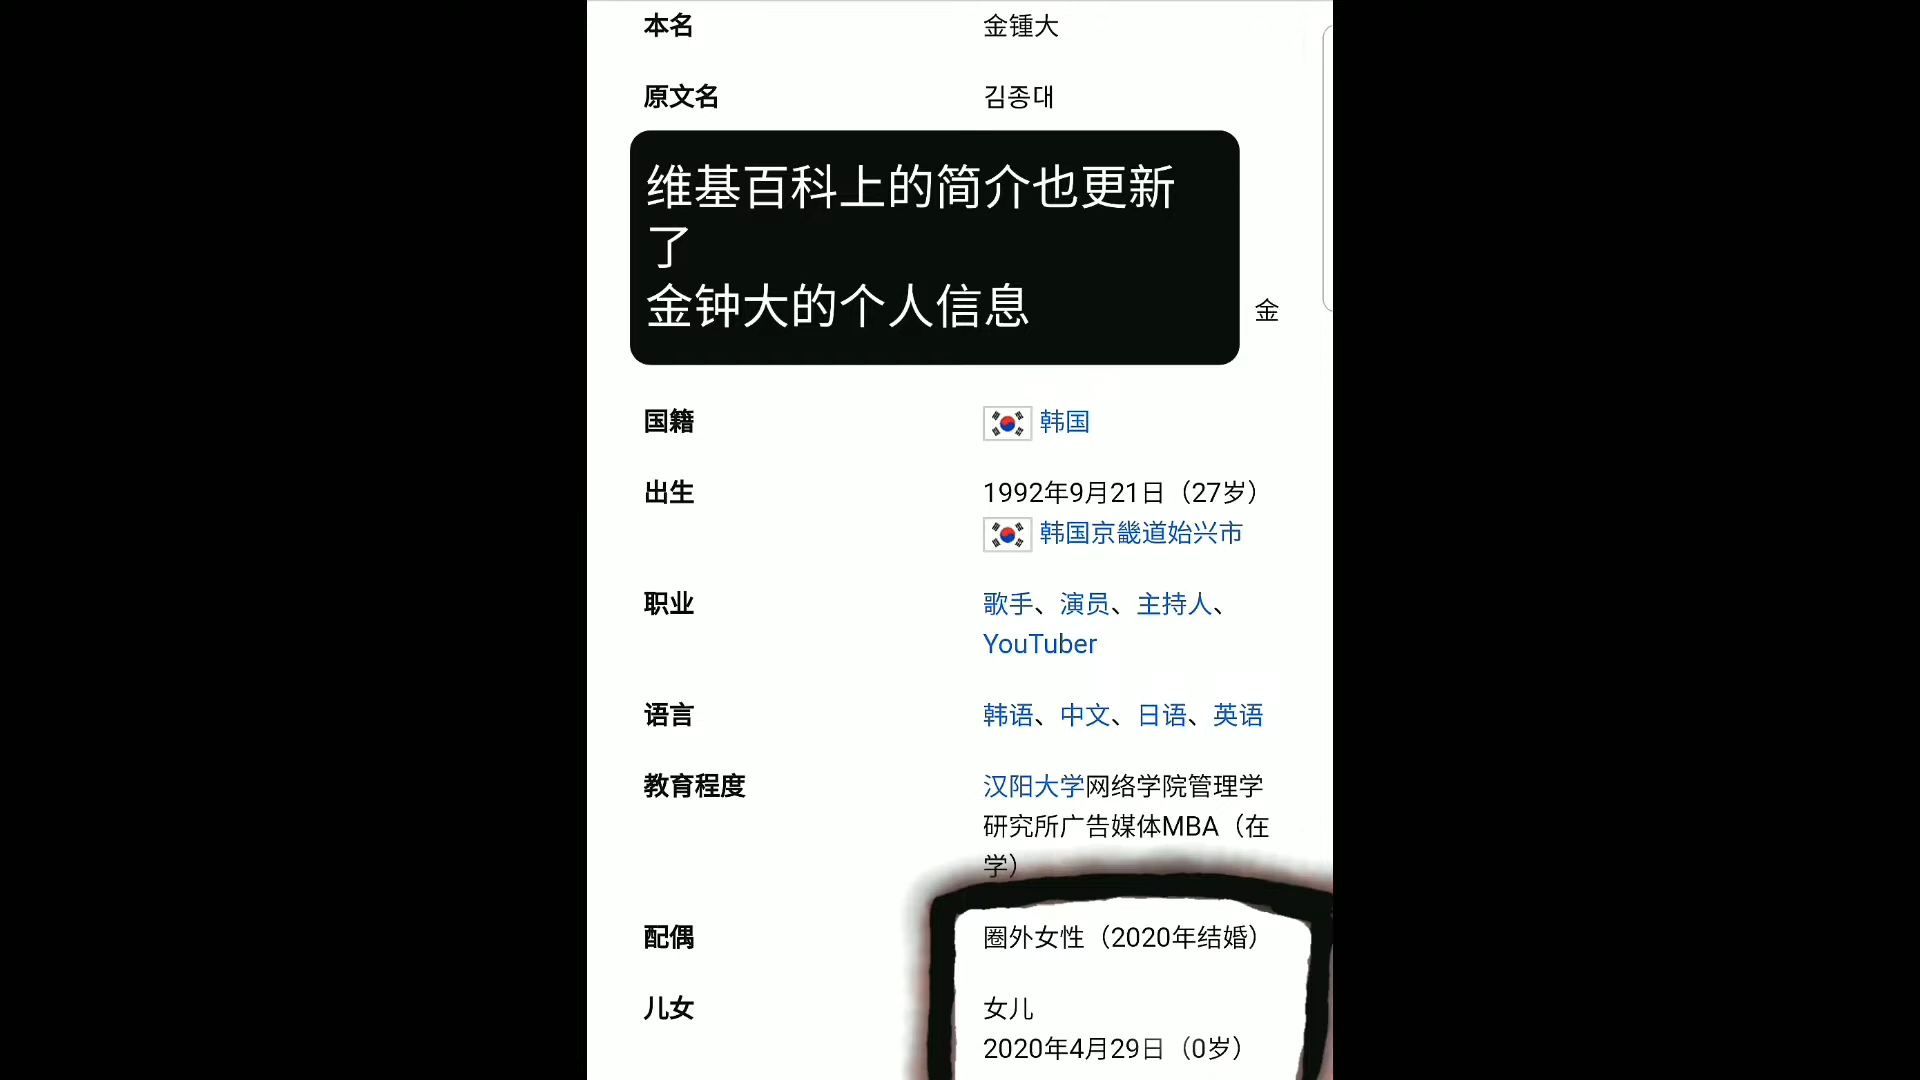 本名 金锺大
原文名 김종대
维基百科上的简介也更新
了
金钟大的个人信息
金
国籍 韩国
出生 1992年9月21日（27岁）
韩国京畿道始兴市
职业 歌手、演员、主持人、
YouTuber
语言 韩语、中文、日语、英语
教育程度 汉阳大学网络学院管理学
研究所广告媒体MBA（在
学）
配偶 圈外女性（2020年结婚）
儿女 女儿
2020年4月29日（0岁）